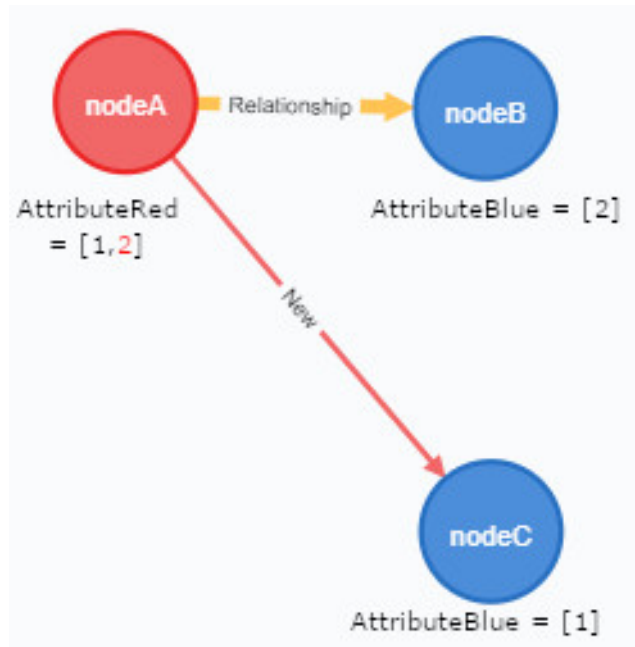 nodeA
Relationship
nodeB
AttributeRed
= [1,2]
AttributeBlue = [2]
New
nodeC
AttributeBlue = [1]